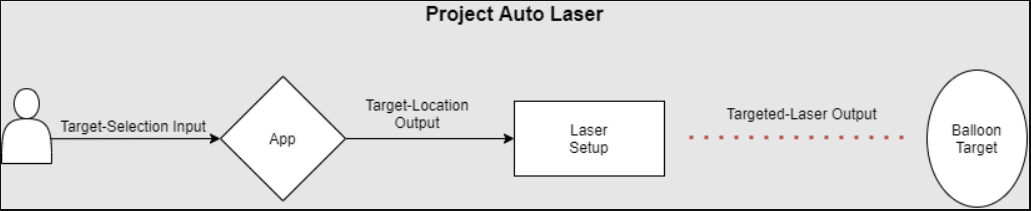 Project Auto Laser
Target-Selection Input
App
Target-Location
Output
Laser
Setup
Targeted-Laser Output
Balloon
Target